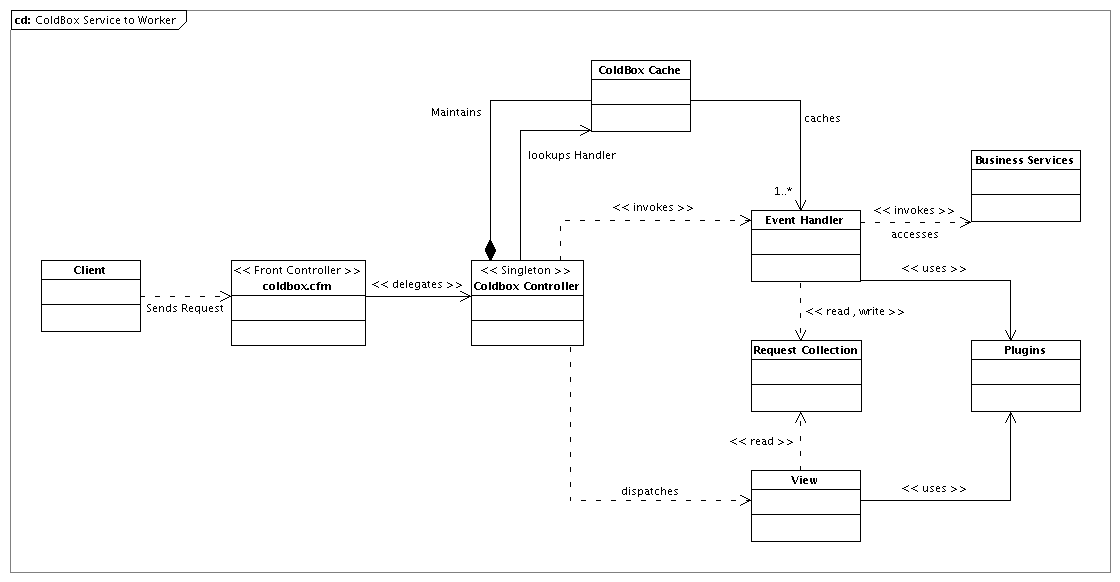 cd: ColdBox Service to Worker
ColdBox Cache
Maintains
caches
lookups Handler
Business Services
1..*
<< invokes >>
<< invokes >>
Event Handler
accesses
Client
<< Front Controller >>
coldbox.cfm
<< delegates >>
<< Singleton >>
Coldbox Controller
<< uses >>
Sends Request
<< read , write >>
Request Collection
Plugins
<< read >>
View
dispatches
<< uses >>